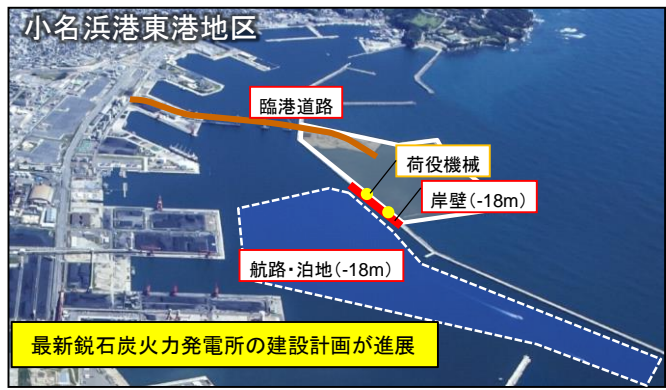 小名浜港東港地区
臨港道路
荷役機械
岸壁(-18m)
航路・泊地(-18m)
最新鋭石炭火力発電所の建設計画が進展